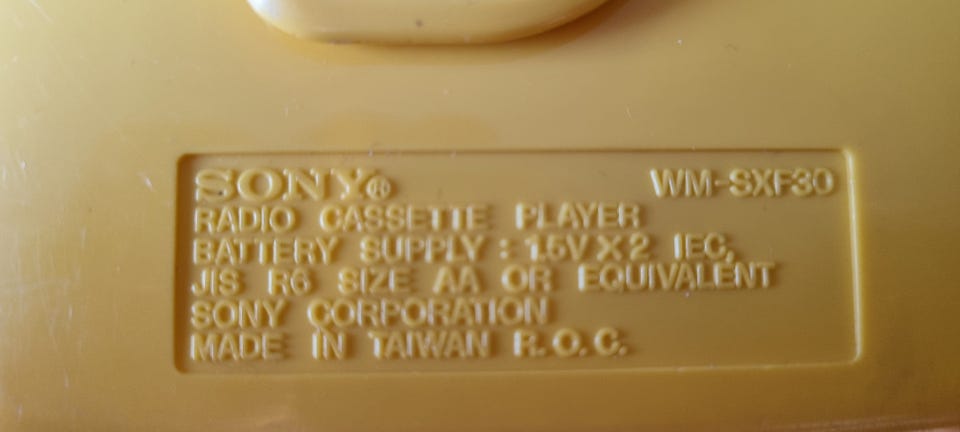 SONY® WM-SXF30
RADIO CASSETTE PLAYER
BATTERY SUPPLY : 1.5V X 2 IEC,
JIS R6 SIZE AA OR EQUIVALENT
SONY CORPORATION
MADE IN TAIWAN R.O.C.